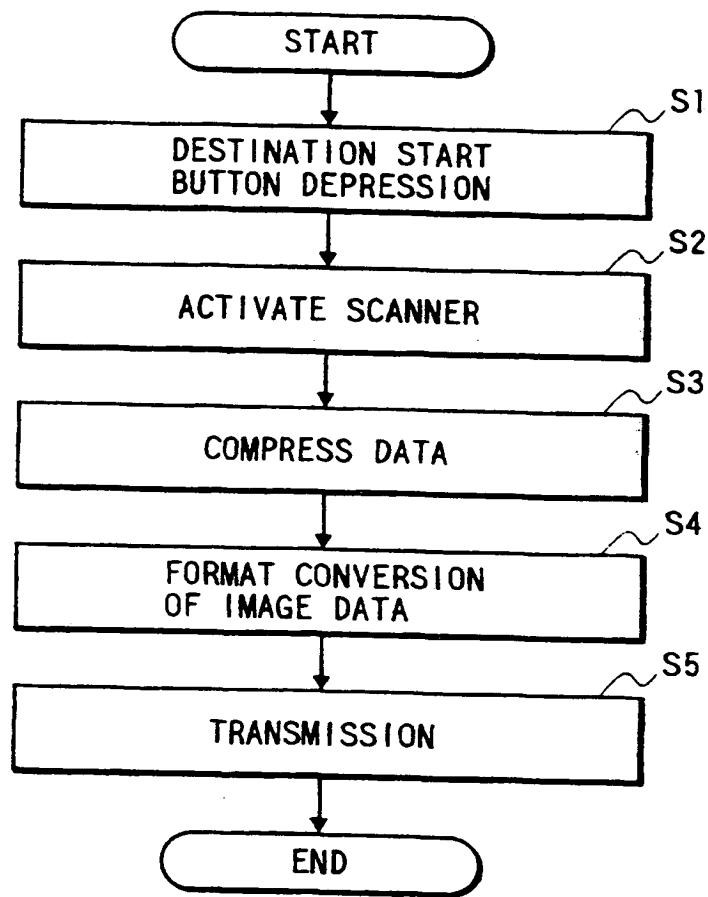 START
S1
DESTINATION START
BUTTON DEPRESSION
S2
ACTIVATE SCANNER
S3
COMPRESS DATA
S4
FORMAT CONVERSION
OF IMAGE DATA
S5
TRANSMISSION
END